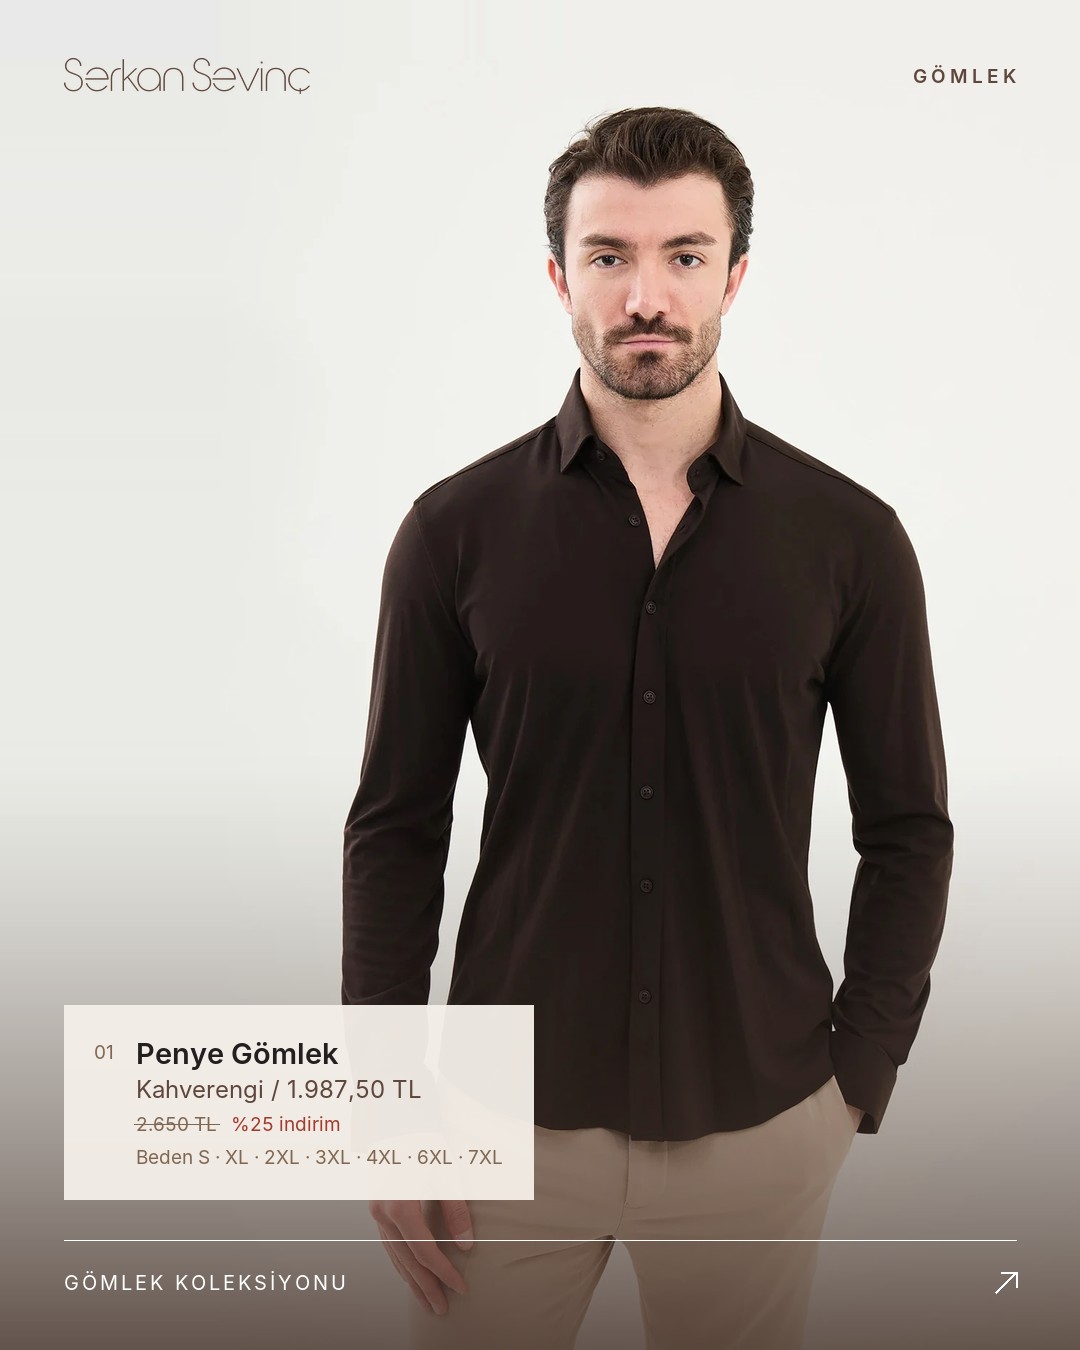 Serkan Sevinç
GÖMLEK
01
Penye Gömlek
Kahverengi / 1.987,50 TL
2.650 TL %25 indirim
Beden S · XL · 2XL · 3XL · 4XL · 6XL · 7XL
GÖMLEK KOLEKSİYONU